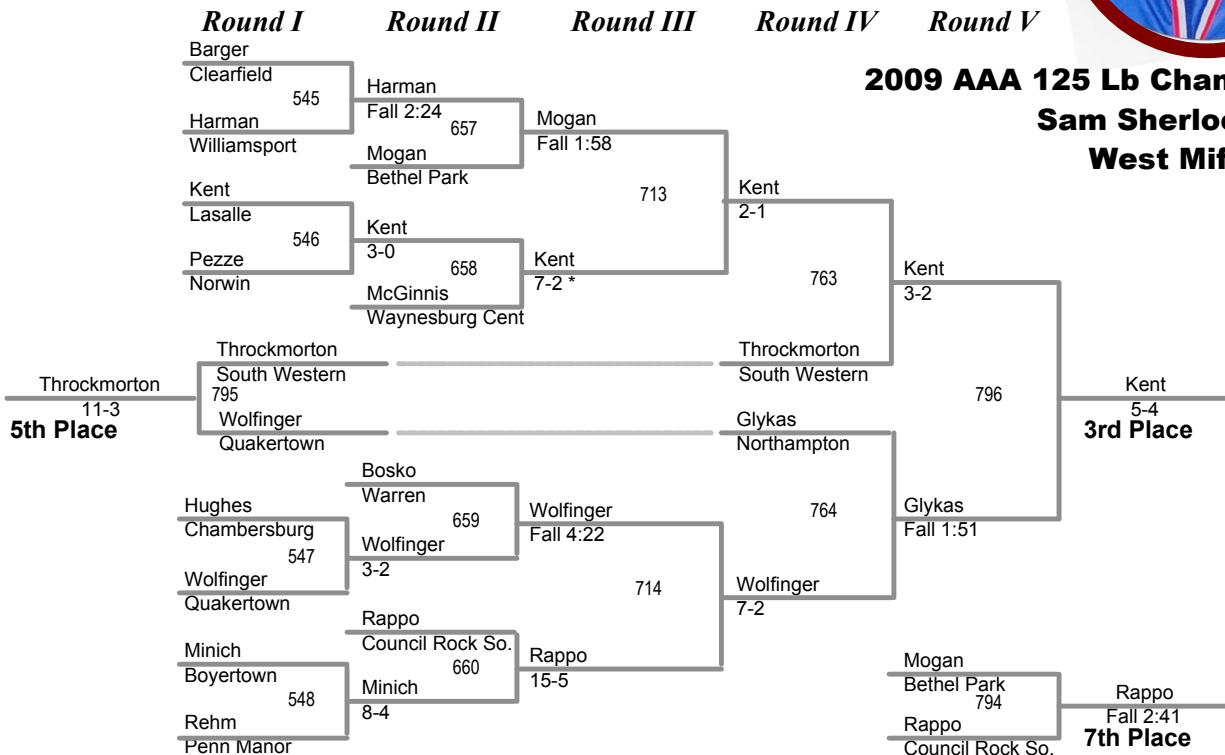 Round I Round II Round III Round IV Round V
2009 AAA 125 Lb
Barger
Clearfield
545
Harman
Williamsport
Harman
Fall 2:24
657
Mogan
Bethel Park
Mogan
Fall 1:58
Kent
Lasalle
546
Pezze
Norwin
Kent
3-0
658
McGinnis
Waynesburg Cent
Kent
7-2 *
713
Kent
2-1
763
Kent
3-2
Sam
West
Throckmorton
11-3
5th Place
Throckmorton
South Western
795
Wolfinger
Quakertown
Throckmorton
South Western
Glykas
Northampton
796
Kent
5-4
3rd Place
Bosko
Warren
659
Hughes
Chambersburg
547
Wolfinger
Quakertown
Wolfinger
3-2
Wolfinger
Fall 4:22
714
764
Glykas
Fall 1:51
Wolfinger
7-2
Rappo
Council Rock So.
660
Minich
Boyertown
548
Rehm
Penn Manor
Minich
8-4
Rappo
15-5
Mogan
Bethel Park
794
Rappo
Council Rock So.
Rappo
Fall 2:41
7th Place